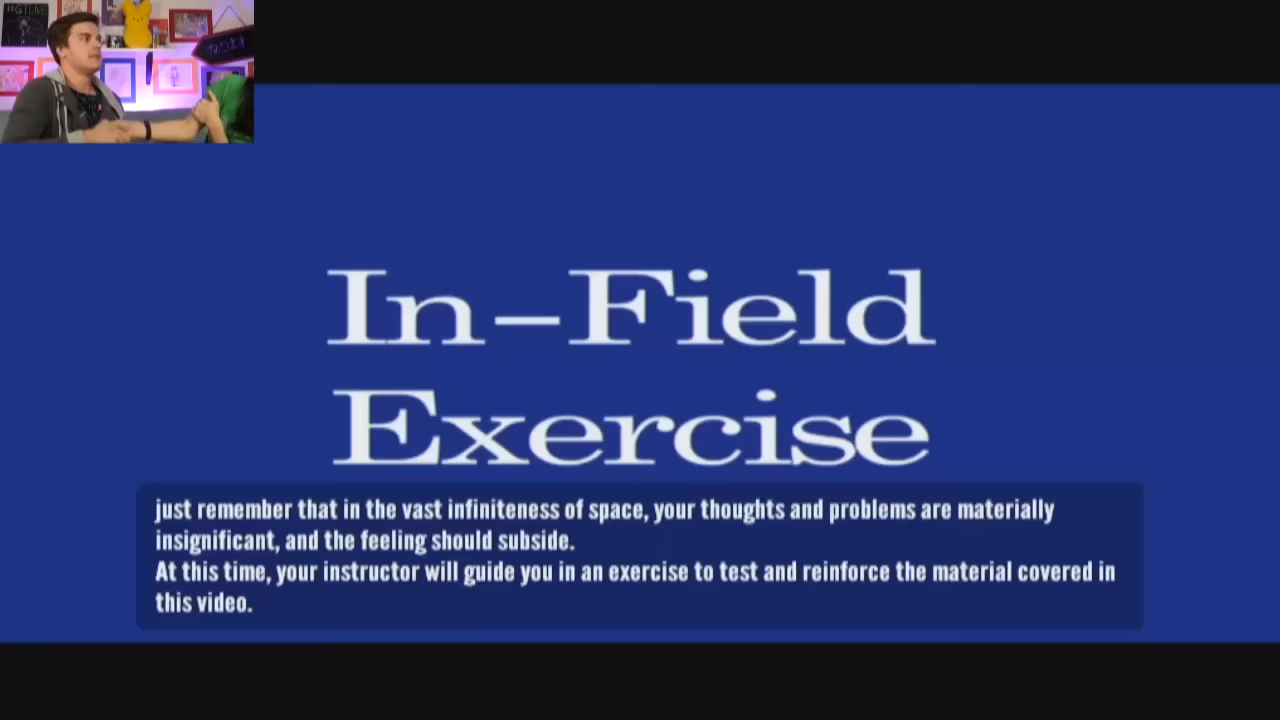 #GTLIVE
In-Field
Exercise
just remember that in the vast infiniteness of space, your thoughts and problems are materially
insignificant, and the feeling should subside.
At this time, your instructor will guide you in an exercise to test and reinforce the material covered in
this video.